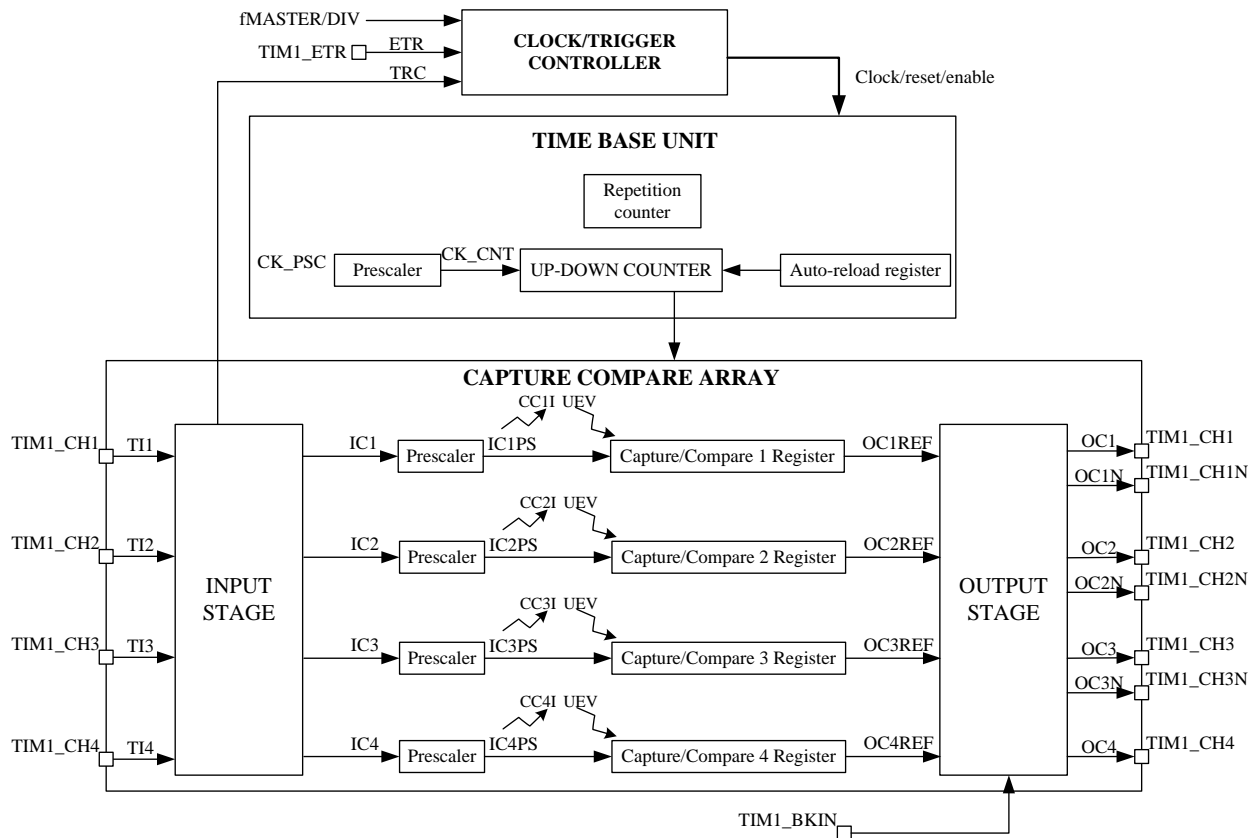 fMASTER/DIV
TIM1_ETR
ETR
TRC
CLOCK/TRIGGER
CONTROLLER
Clock/reset/enable
TIME BASE UNIT
Repetition
counter
CK_PSC
Prescaler
CK_CNT
UP-DOWN COUNTER
Auto-reload register
CAPTURE COMPARE ARRAY
INPUT
STAGE
OUTPUT
STAGE
TIM1_CH1
TI1
IC1
Prescaler
CC1I
UEV
IC1PS
Capture/Compare 1 Register
OC1REF
OC1
TIM1_CH1
OC1N
TIM1_CH1N
TIM1_CH2
TI2
IC2
Prescaler
CC2I
UEV
IC2PS
Capture/Compare 2 Register
OC2REF
OC2
TIM1_CH2
OC2N
TIM1_CH2N
TIM1_CH3
TI3
IC3
Prescaler
CC3I
UEV
IC3PS
Capture/Compare 3 Register
OC3REF
OC3
TIM1_CH3
OC3N
TIM1_CH3N
TIM1_CH4
TI4
IC4
Prescaler
CC4I
UEV
IC4PS
Capture/Compare 4 Register
OC4REF
OC4
TIM1_CH4
TIM1_BKIN